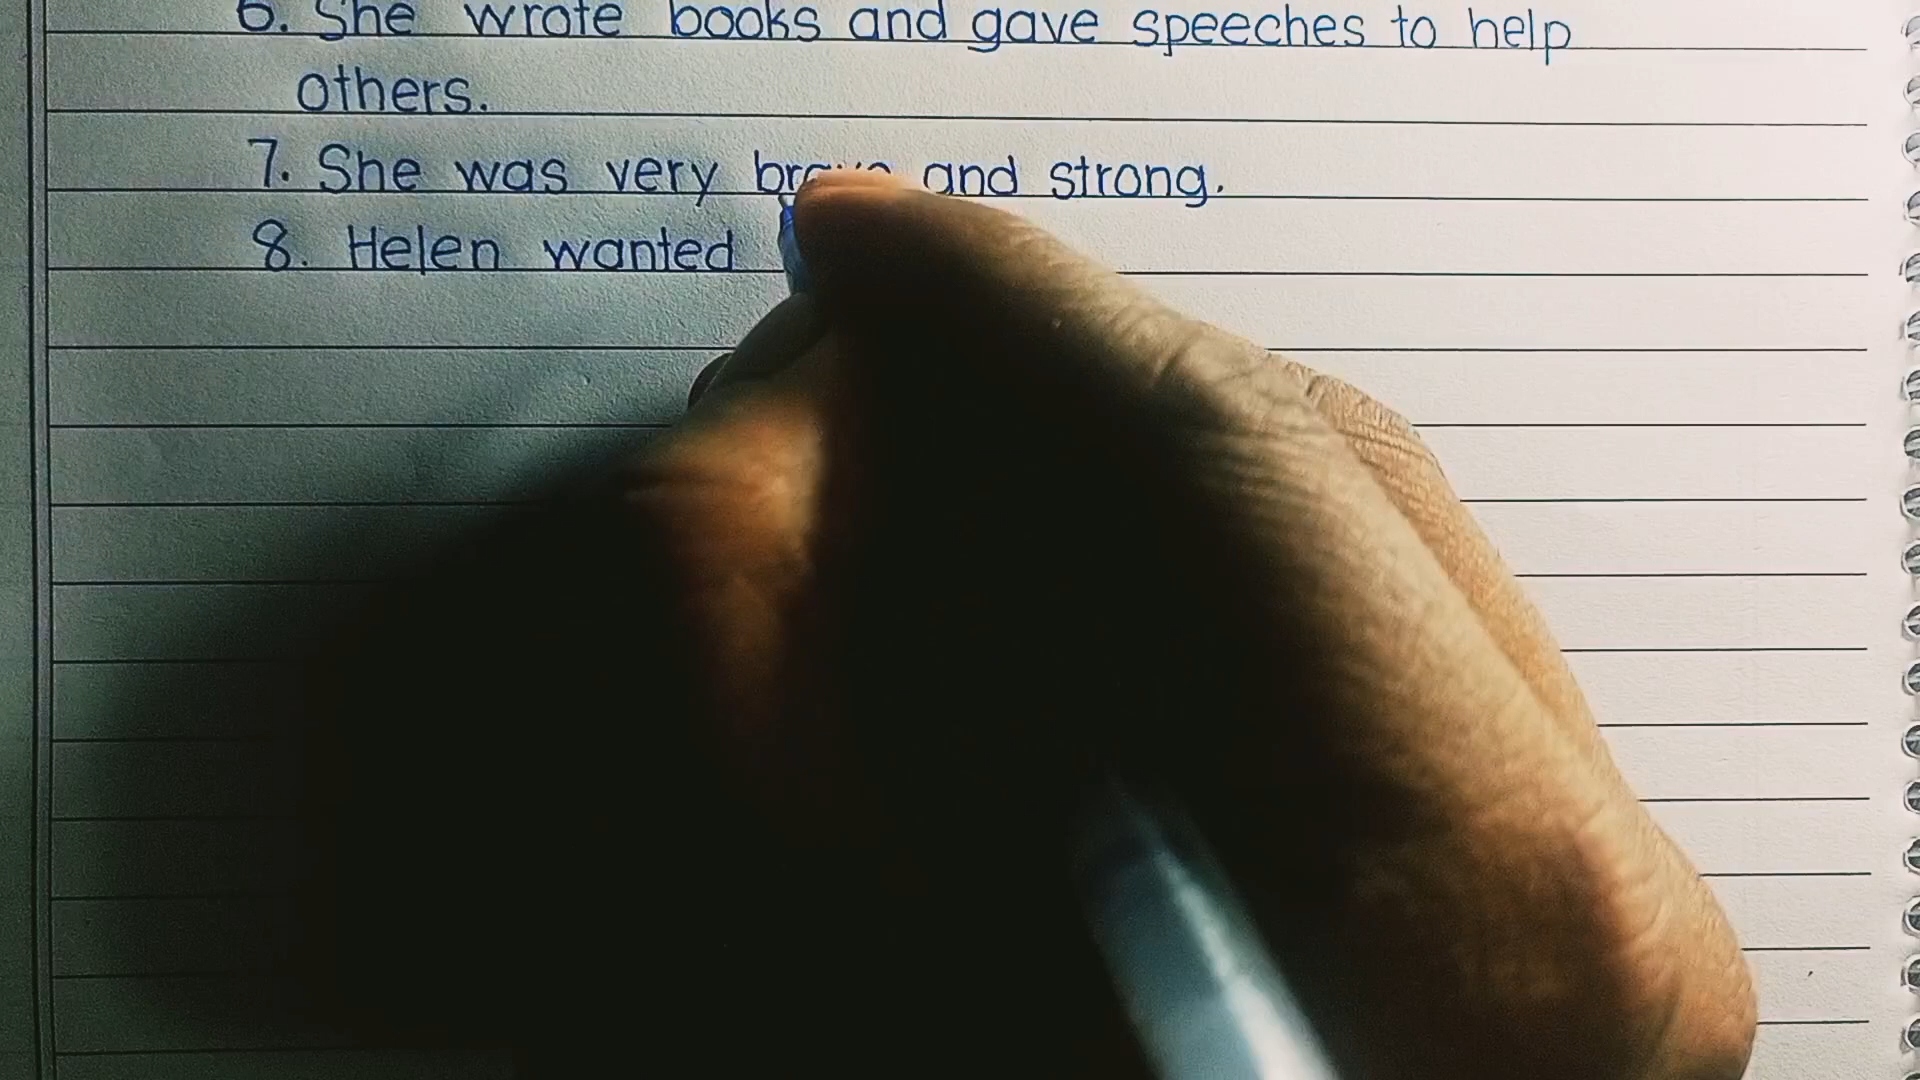 6. She wrote books and gave speeches to help
others.
7. She was very brave and strong.
8. Helen wanted